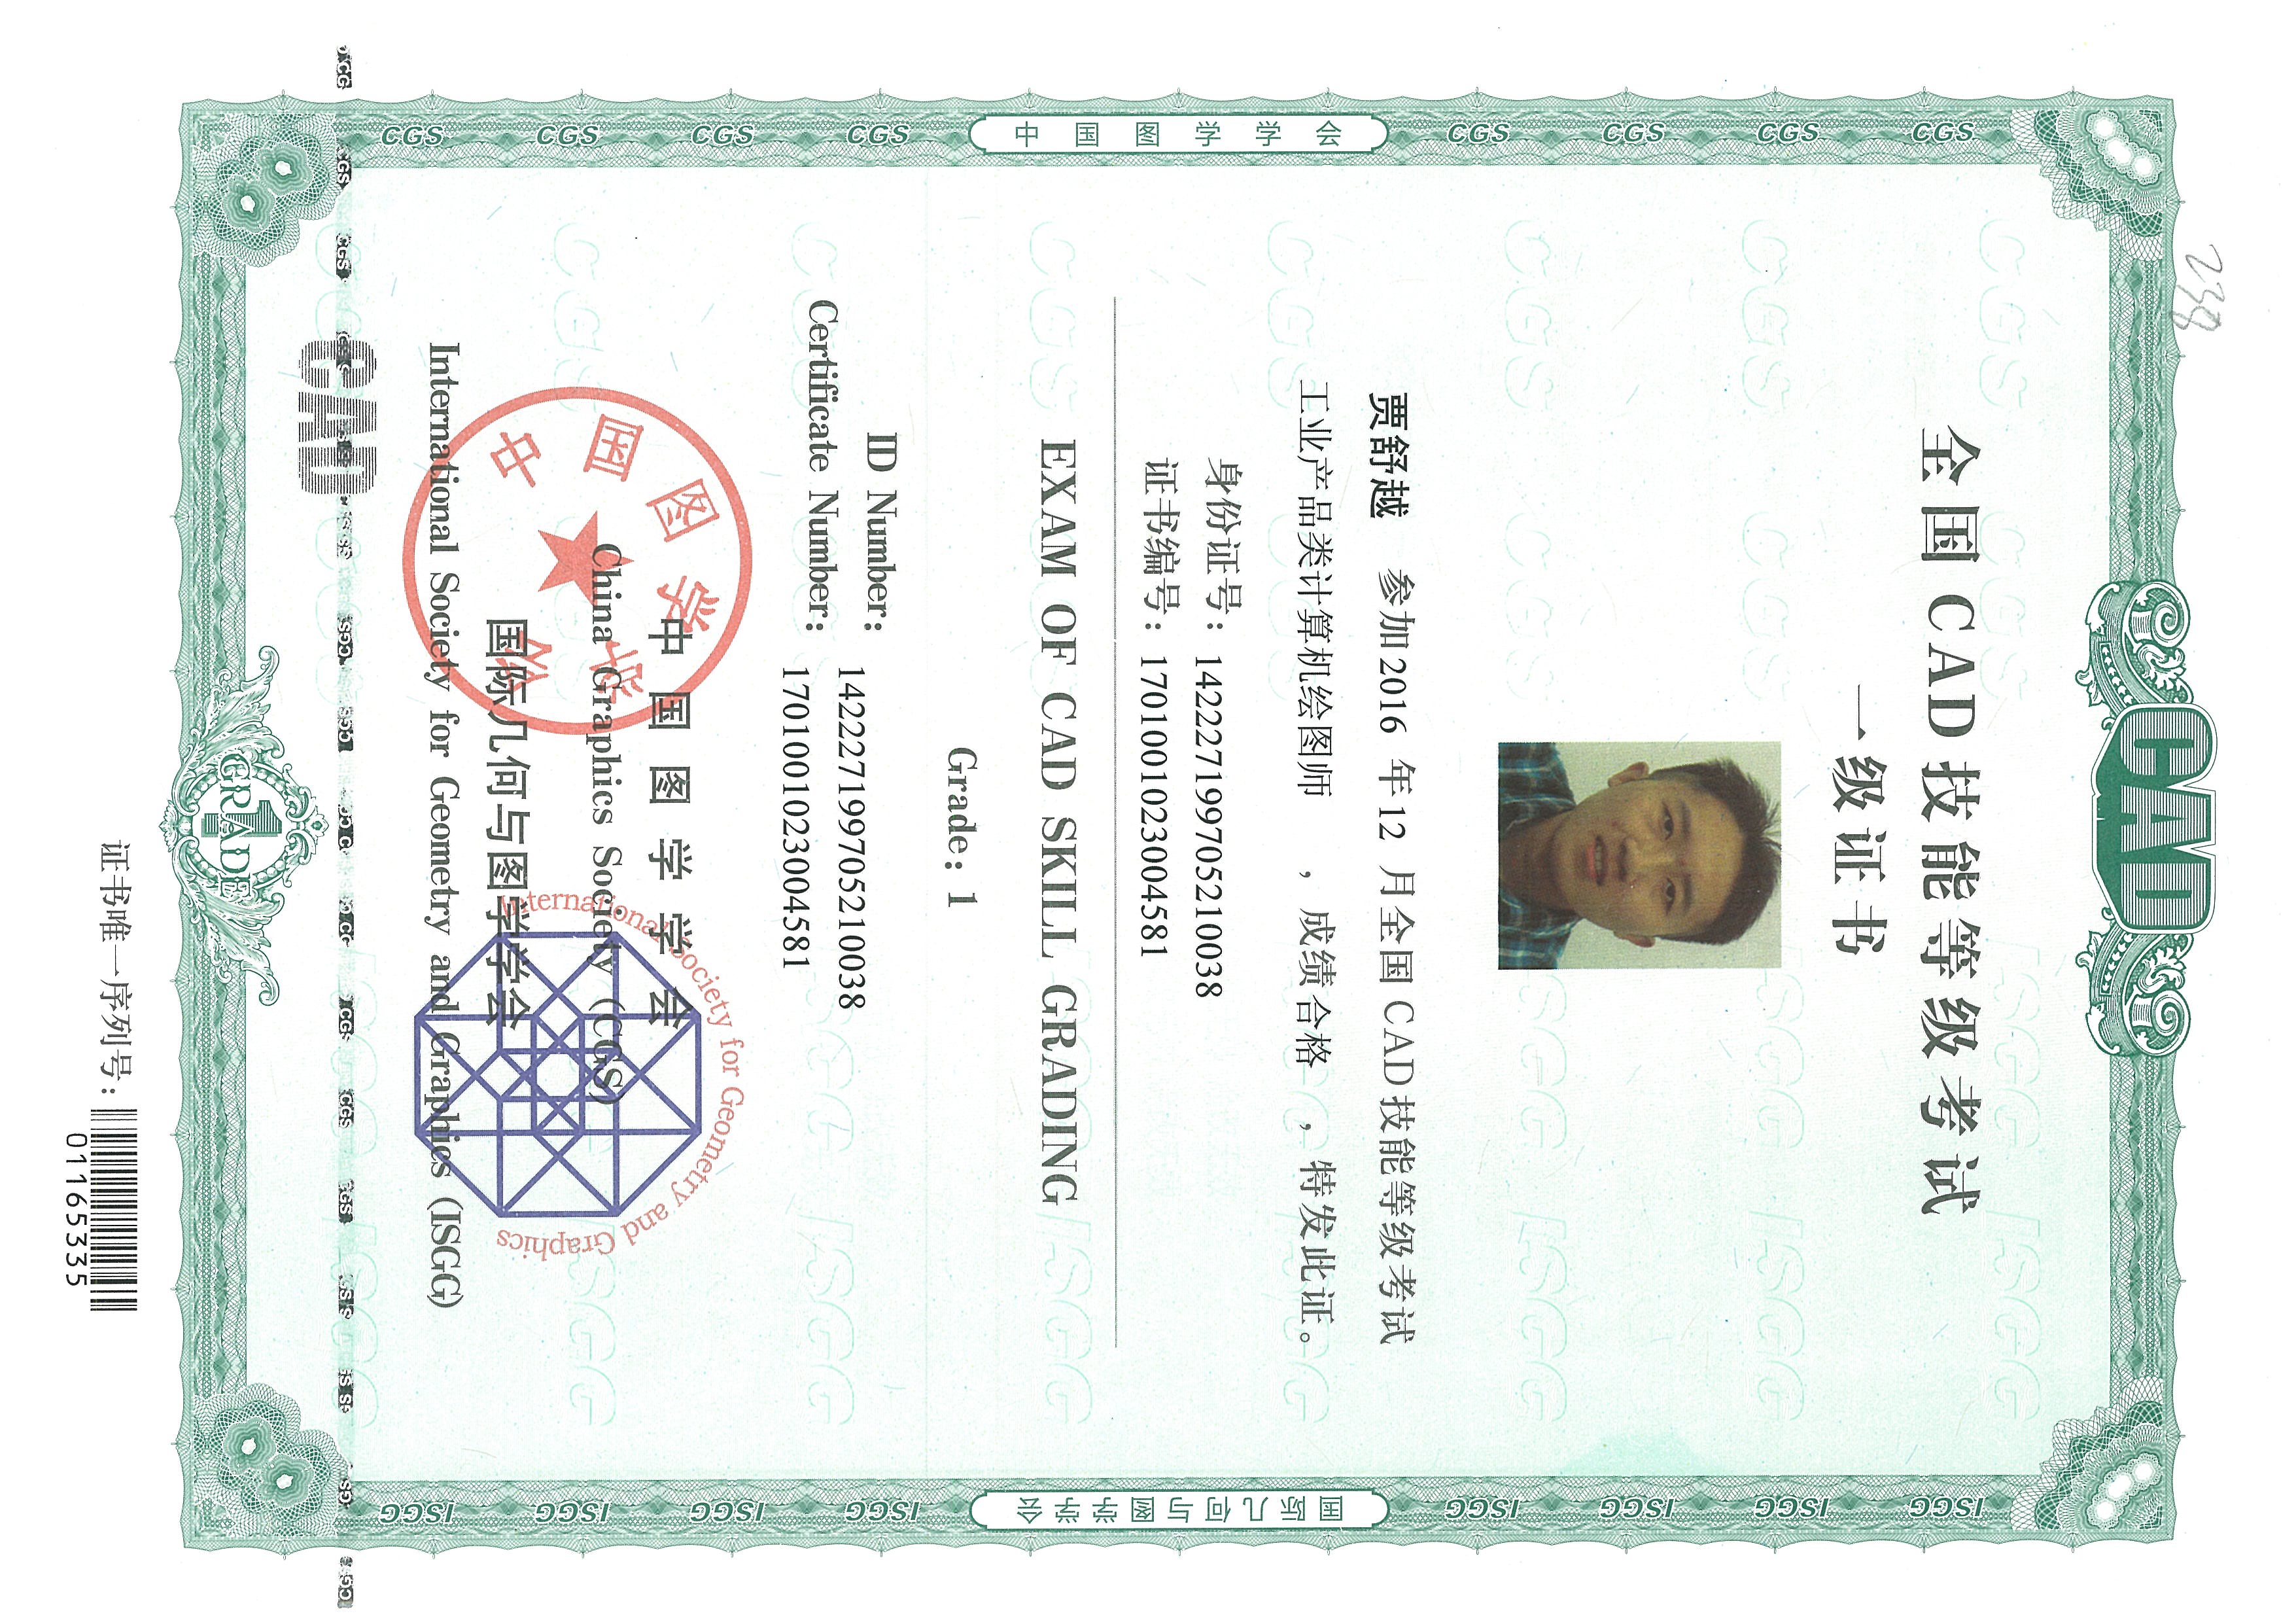 238
CAD
全国CAD技能等级考试
一级证书
贾舒越 参加2016 年12 月全国CAD技能等级考试
工业产品类计算机绘图师 ，成绩合格 ，特发此证。
身份证号：142227199705210038
证书编号：1701001023004581
EXAM OF CAD SKILL GRADING
Grade：1
ID Number：142227199705210038
Certificate Number：1701001023004581
中国图学学会
China Graphics Society (CGS)
国际几何与图学学会
International Society for Geometry and Graphics (ISGG)
中国图学学会
International Society for Geometry and Graphics
CAD
1
GRADE
证书唯一序列号：
01165335
中国图学学会
国际几何与图学学会
CGS
ISGG